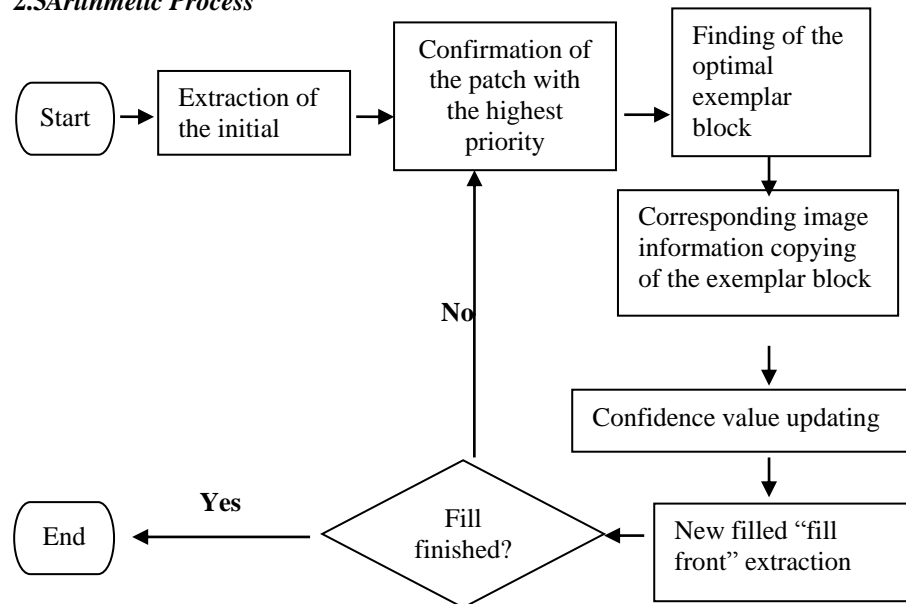 2.5Arithmetic Process
Start
Extraction of
the initial
Confirmation of
the patch with
the highest
priority
Finding of the
optimal
exemplar
block
Corresponding image
information copying
of the exemplar block
Confidence value updating
New filled “fill
front” extraction
Fill
finished?
No
Yes
End